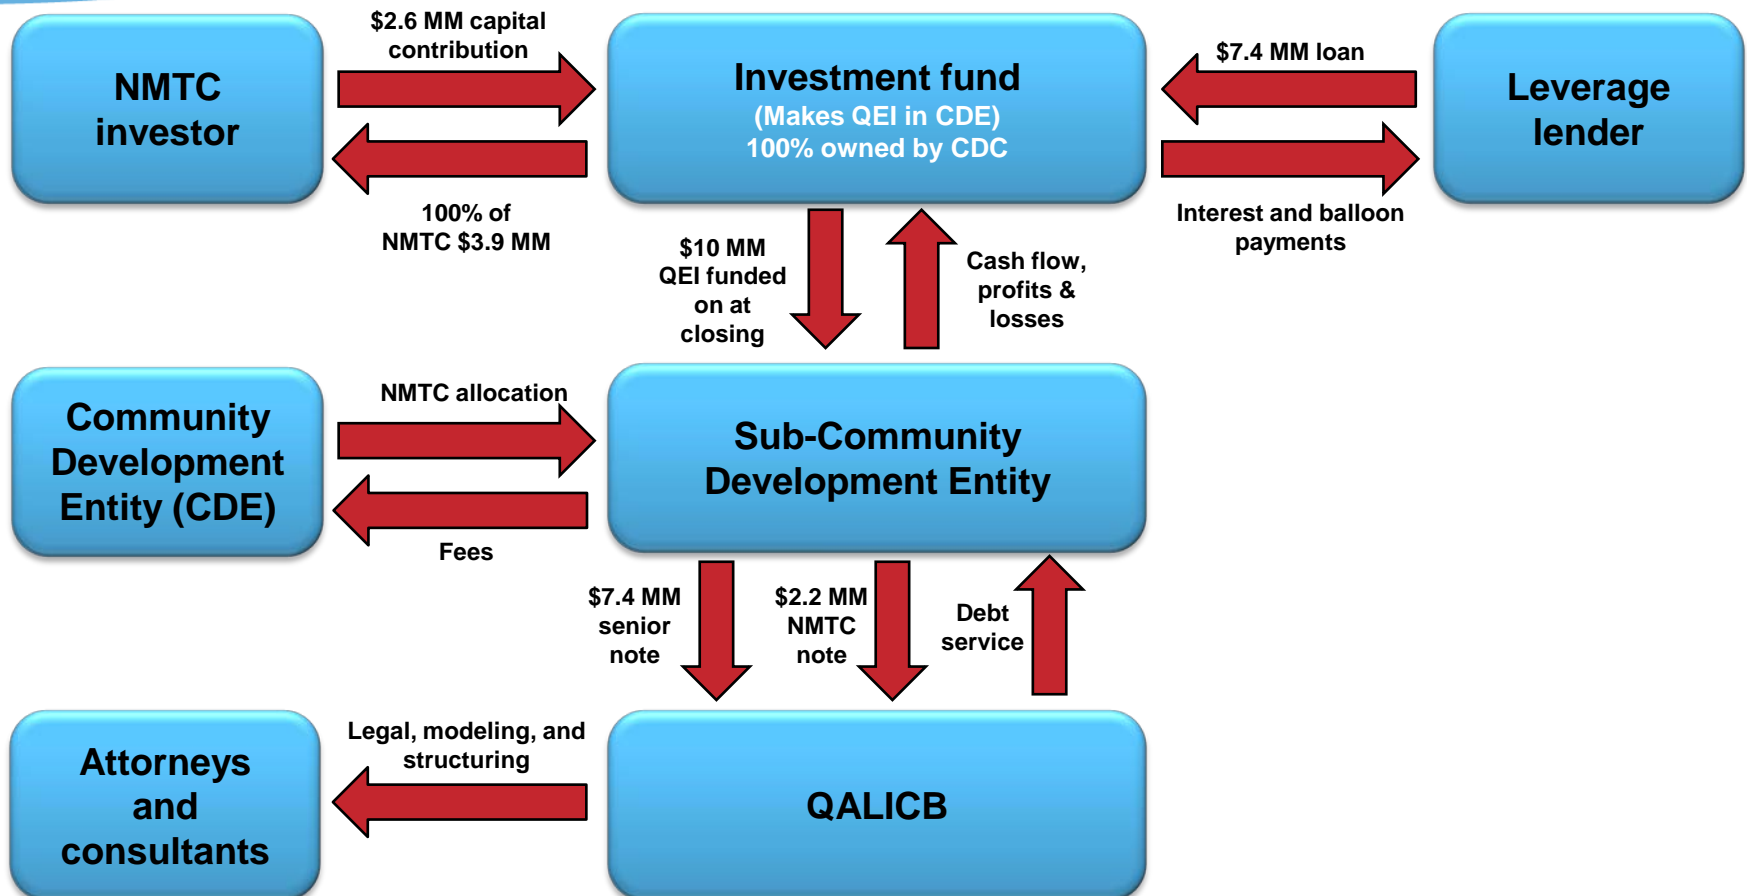 $2.6 MM capital
contribution
$7.4 MM loan
NMTC
investor
Investment fund
(Makes QEI in CDE)
100% owned by CDC
Leverage
lender
100% of
NMTC $3.9 MM
$10 MM
QEI funded
on at
closing
Cash flow,
profits &
losses
Interest and balloon
payments
Community
Development
Entity (CDE)
NMTC allocation
Fees
Sub-Community
Development Entity
$7.4 MM
senior
note
$2.2 MM
NMTC
note
Debt
service
Attorneys
and
consultants
Legal, modeling, and
structuring
QALICB